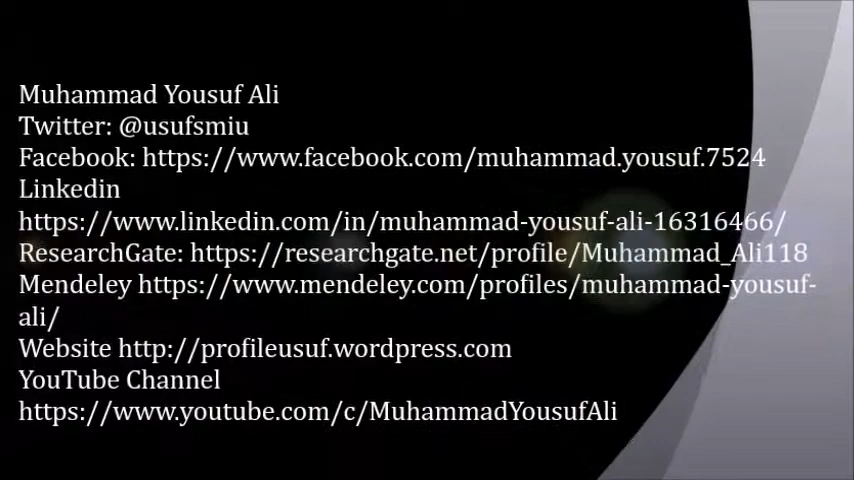 Muhammad Yousuf Ali
Twitter: @usufsmiu
Facebook: https://www.facebook.com/muhammad.yousuf.7524
Linkedin
https://www.linkedin.com/in/muhammad-yousuf-ali-16316466/
ResearchGate: https://researchgate.net/profile/Muhammad_Ali118
Mendeley https://www.mendeley.com/profiles/muhammad-yousuf-
ali/
Website http://profileusuf.wordpress.com
YouTube Channel
https://www.youtube.com/c/MuhammadYousufAli